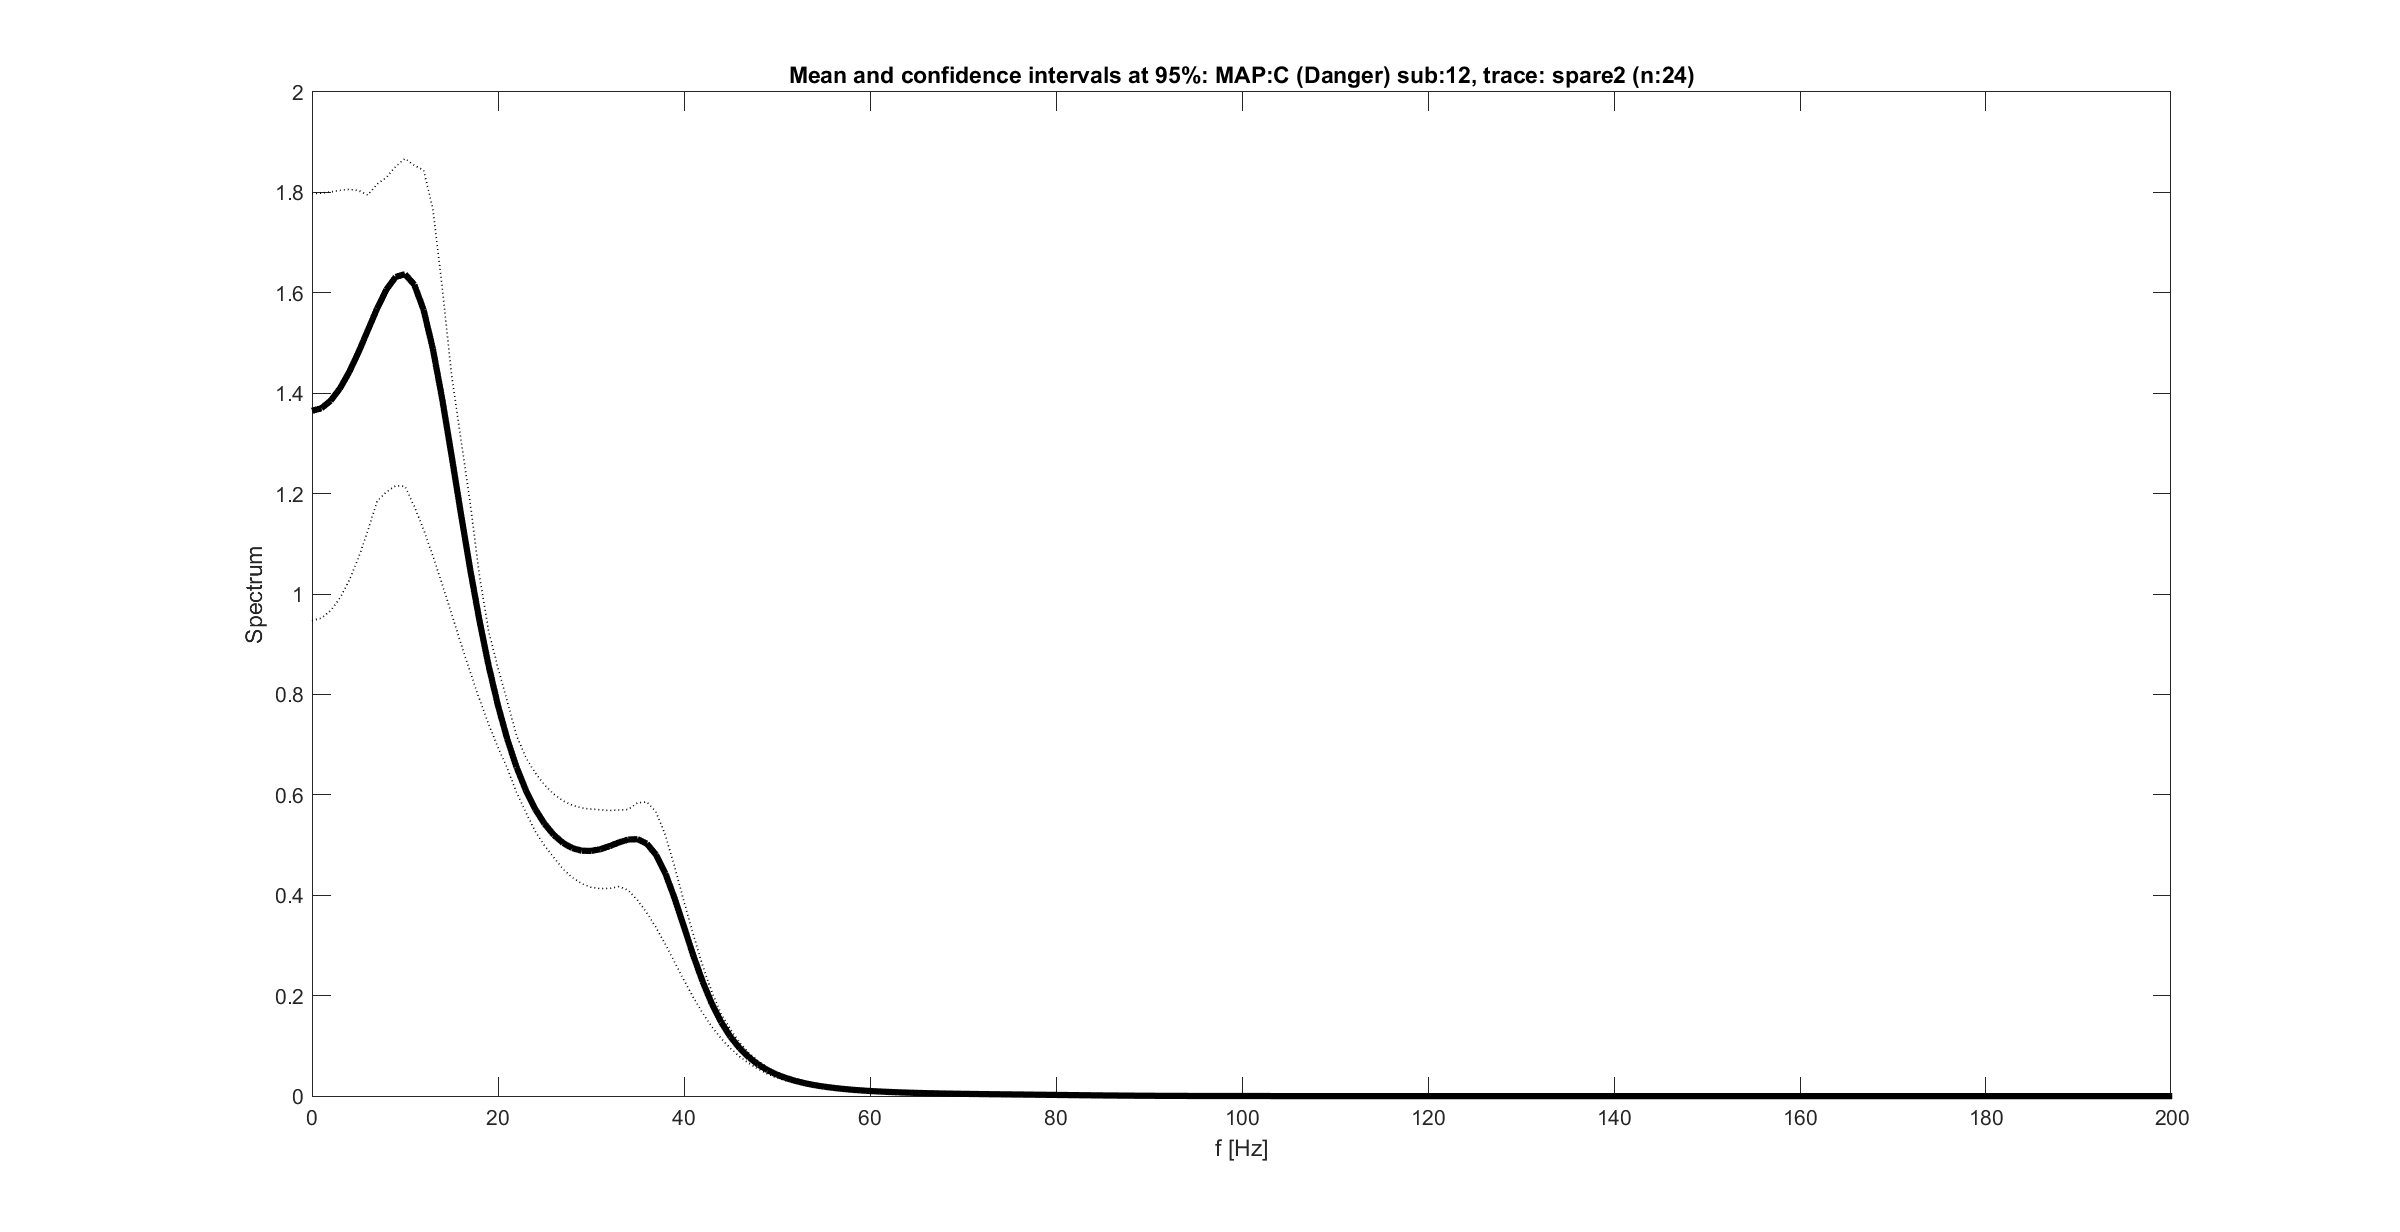 Mean and confidence intervals at 95%: MAP:C (Danger) sub:12, trace: spare2 (n:24)
2
1.8
1.6
1.4
1.2
1
0.8
0.6
0.4
0.2
0
Spectrum
0 20 40 60 80 100 120 140 160 180 200
f [Hz]